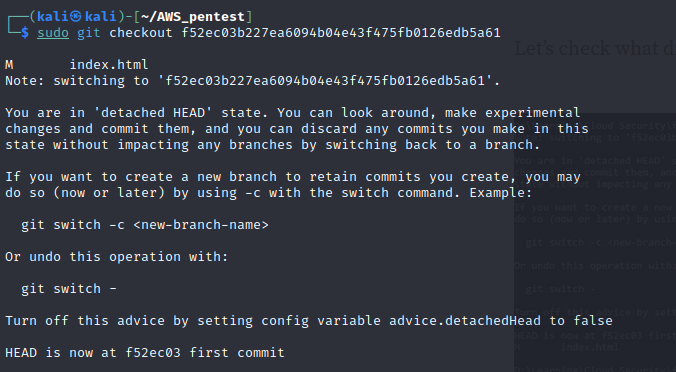 ┌──(kali㉿kali)-[~/AWS_pentest]
└─$ sudo git checkout f52ec03b227ea6094b04e43f475fb0126edb5a61
M       index.html
Note: switching to 'f52ec03b227ea6094b04e43f475fb0126edb5a61'.
You are in 'detached HEAD' state. You can look around, make experimental
changes and commit them, and you can discard any commits you make in this
state without impacting any branches by switching back to a branch.
If you want to create a new branch to retain commits you create, you may
do so (now or later) by using -c with the switch command. Example:
  git switch -c <new-branch-name>
Or undo this operation with:
  git switch -
Turn off this advice by setting config variable advice.detachedHead to false
HEAD is now at f52ec03 first commit
Let's check what d